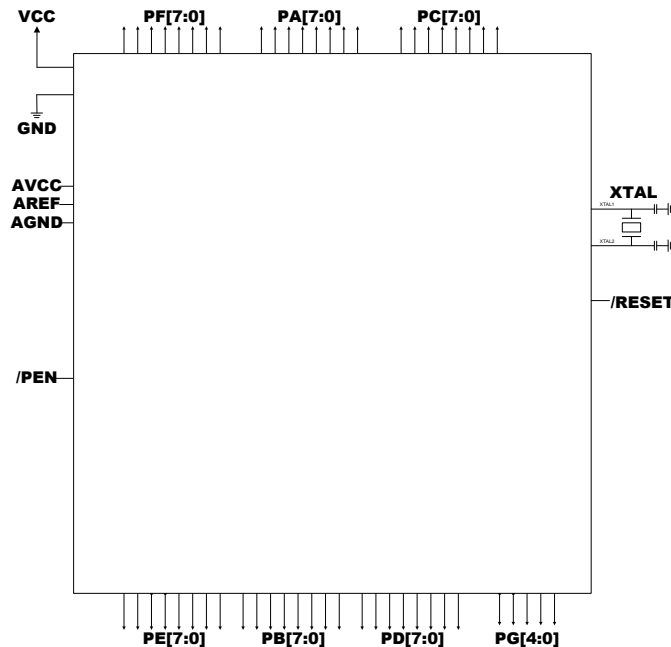 VCC PF[7:0] PA[7:0] PC[7:0]
GND
AVCC
AREF
AGND
XTAL
XTAL1
XTAL2
/RESET
/PEN
PE[7:0] PB[7:0] PD[7:0] PG[4:0]